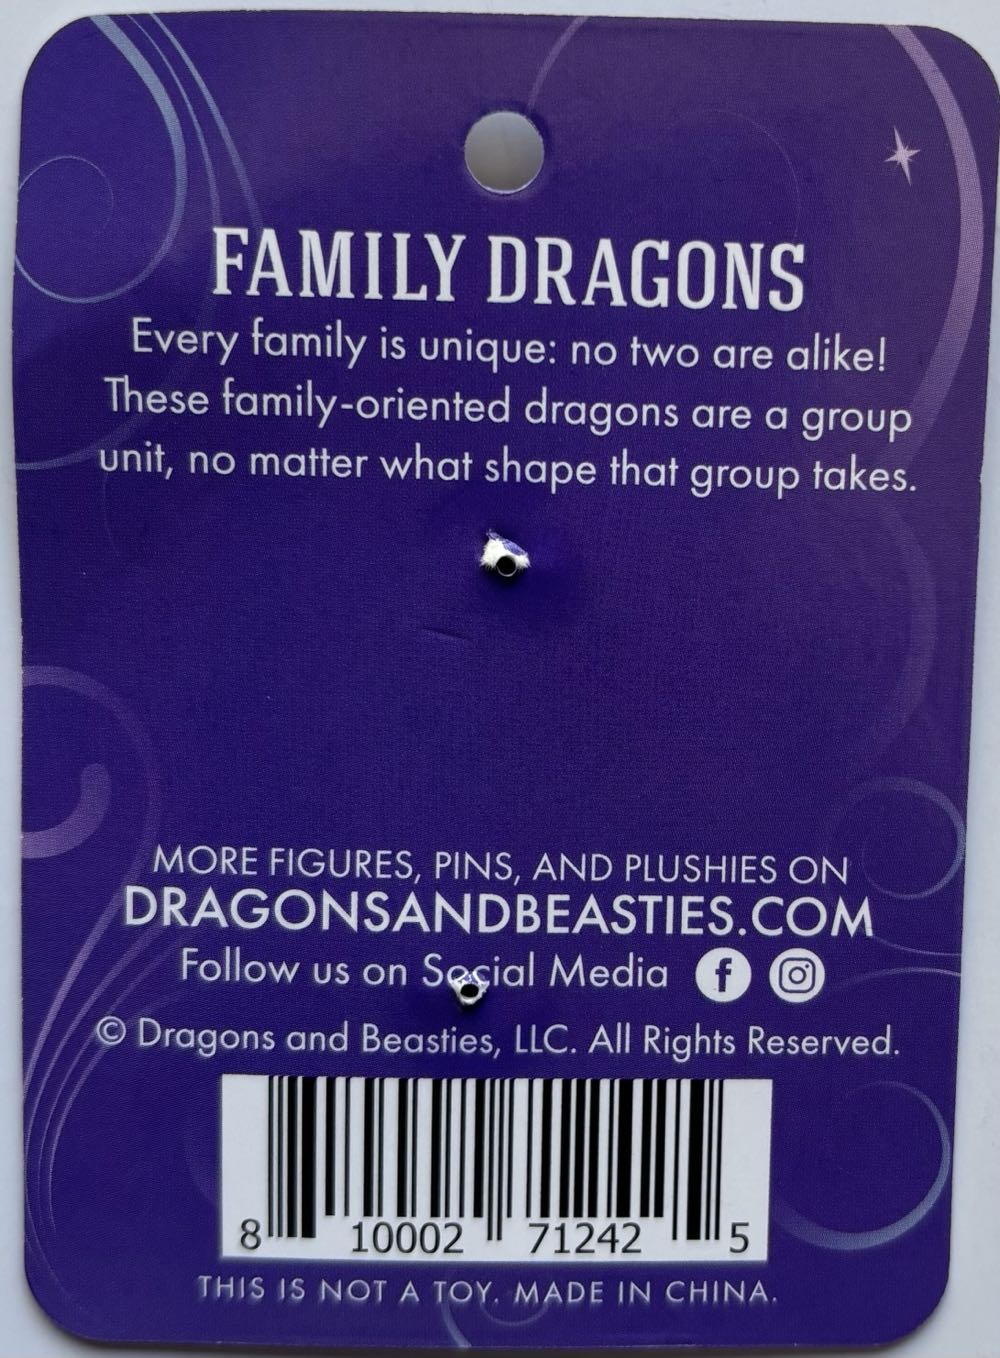 FAMILY DRAGONS
Every family is unique: no two are alike!
These family-oriented dragons are a group
unit, no matter what shape that group takes.
MORE FIGURES, PINS, AND PLUSHIES ON
DRAGONSANDBEASTIES.COM
Follow us on Social Media
© Dragons and Beasties, LLC. All Rights Reserved.
8 10002 71242 5
THIS IS NOT A TOY. MADE IN CHINA.